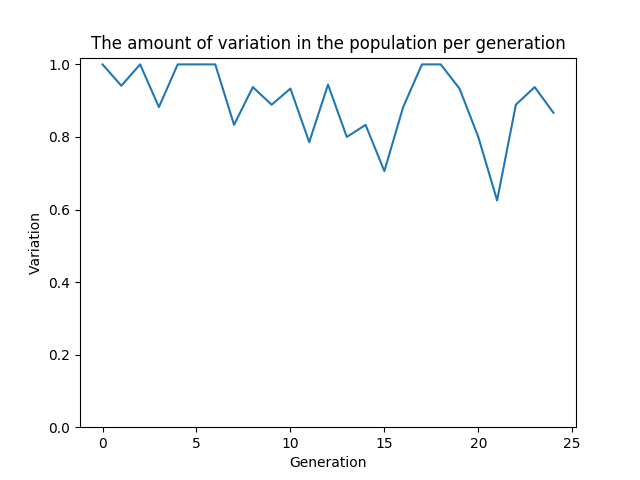 The amount of variation in the population per generation
1.0
0.8
0.6
0.4
0.2
0.0
Variation
0 5 10 15 20 25
Generation